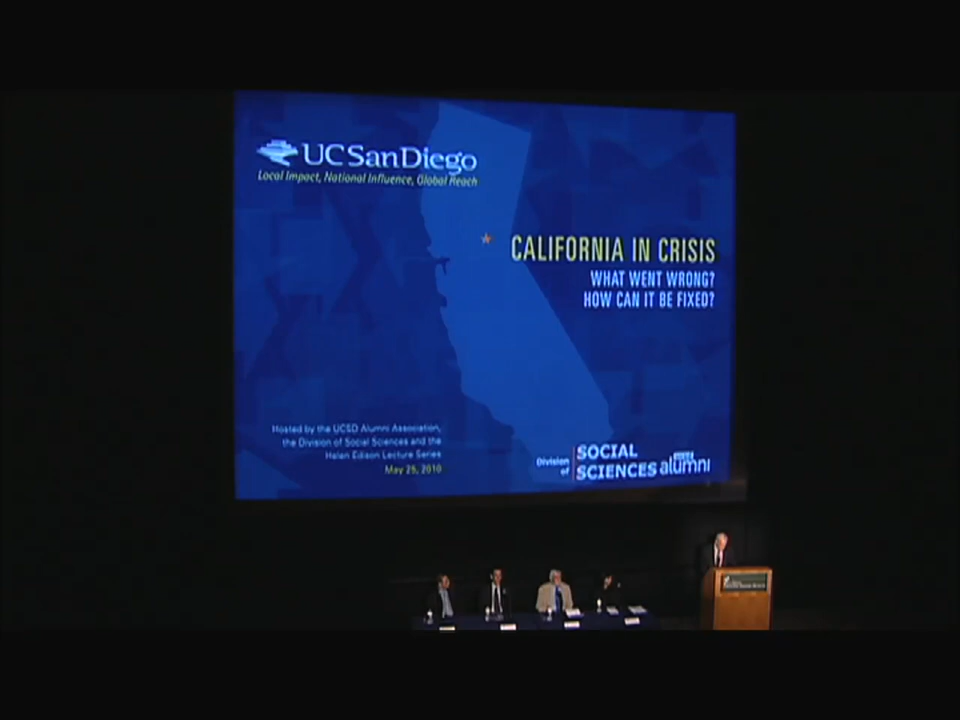 UC San Diego
Local Impact, National Influence, Global Reach
CALIFORNIA IN CRISIS
WHAT WENT WRONG?
HOW CAN IT BE FIXED?
Hosted by the UCSD Alumni Association,
the Division of Social Sciences and the
Helen Edison Lecture Series
May 25, 2010
Division
of
SOCIAL
SCIENCES
alumni